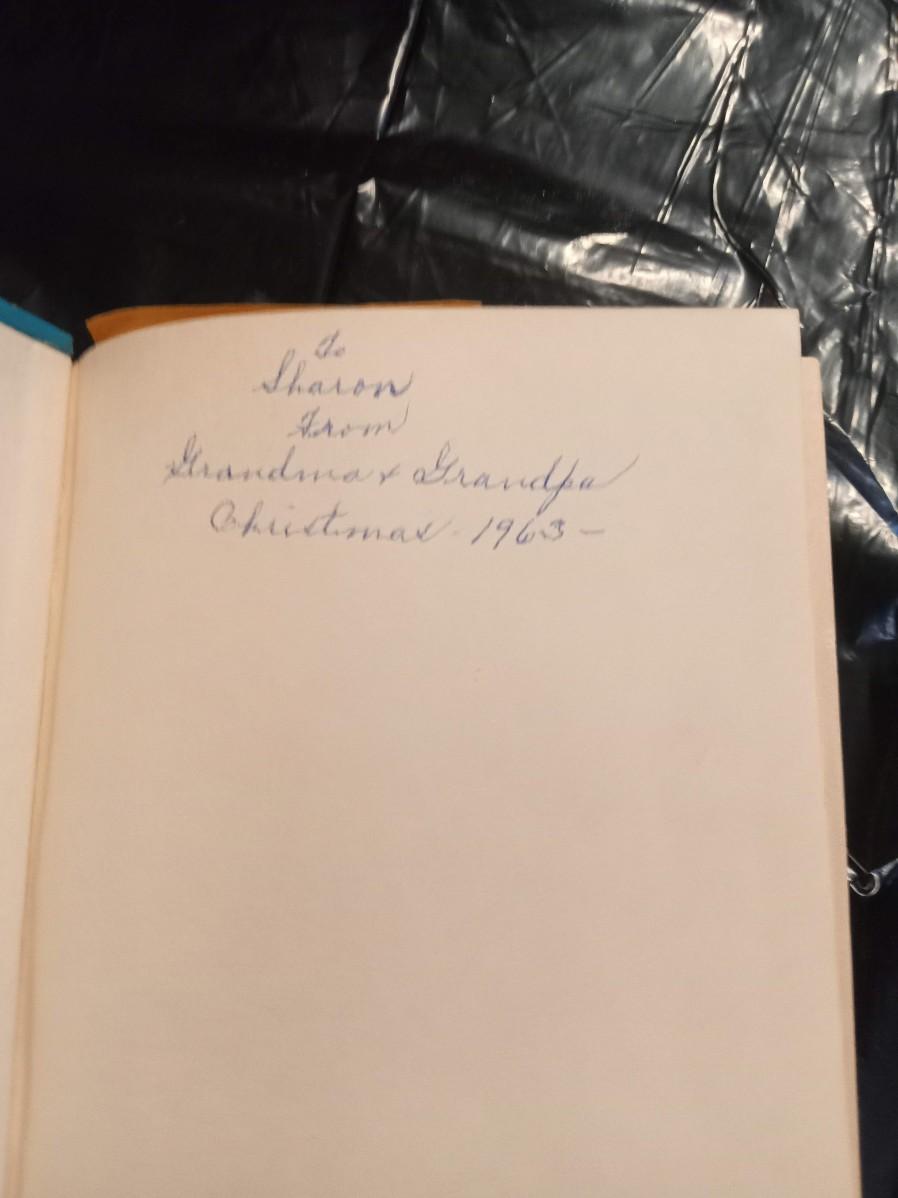 To
Sharon
From
Grandma & Grandpa
Christmas - 1963 -